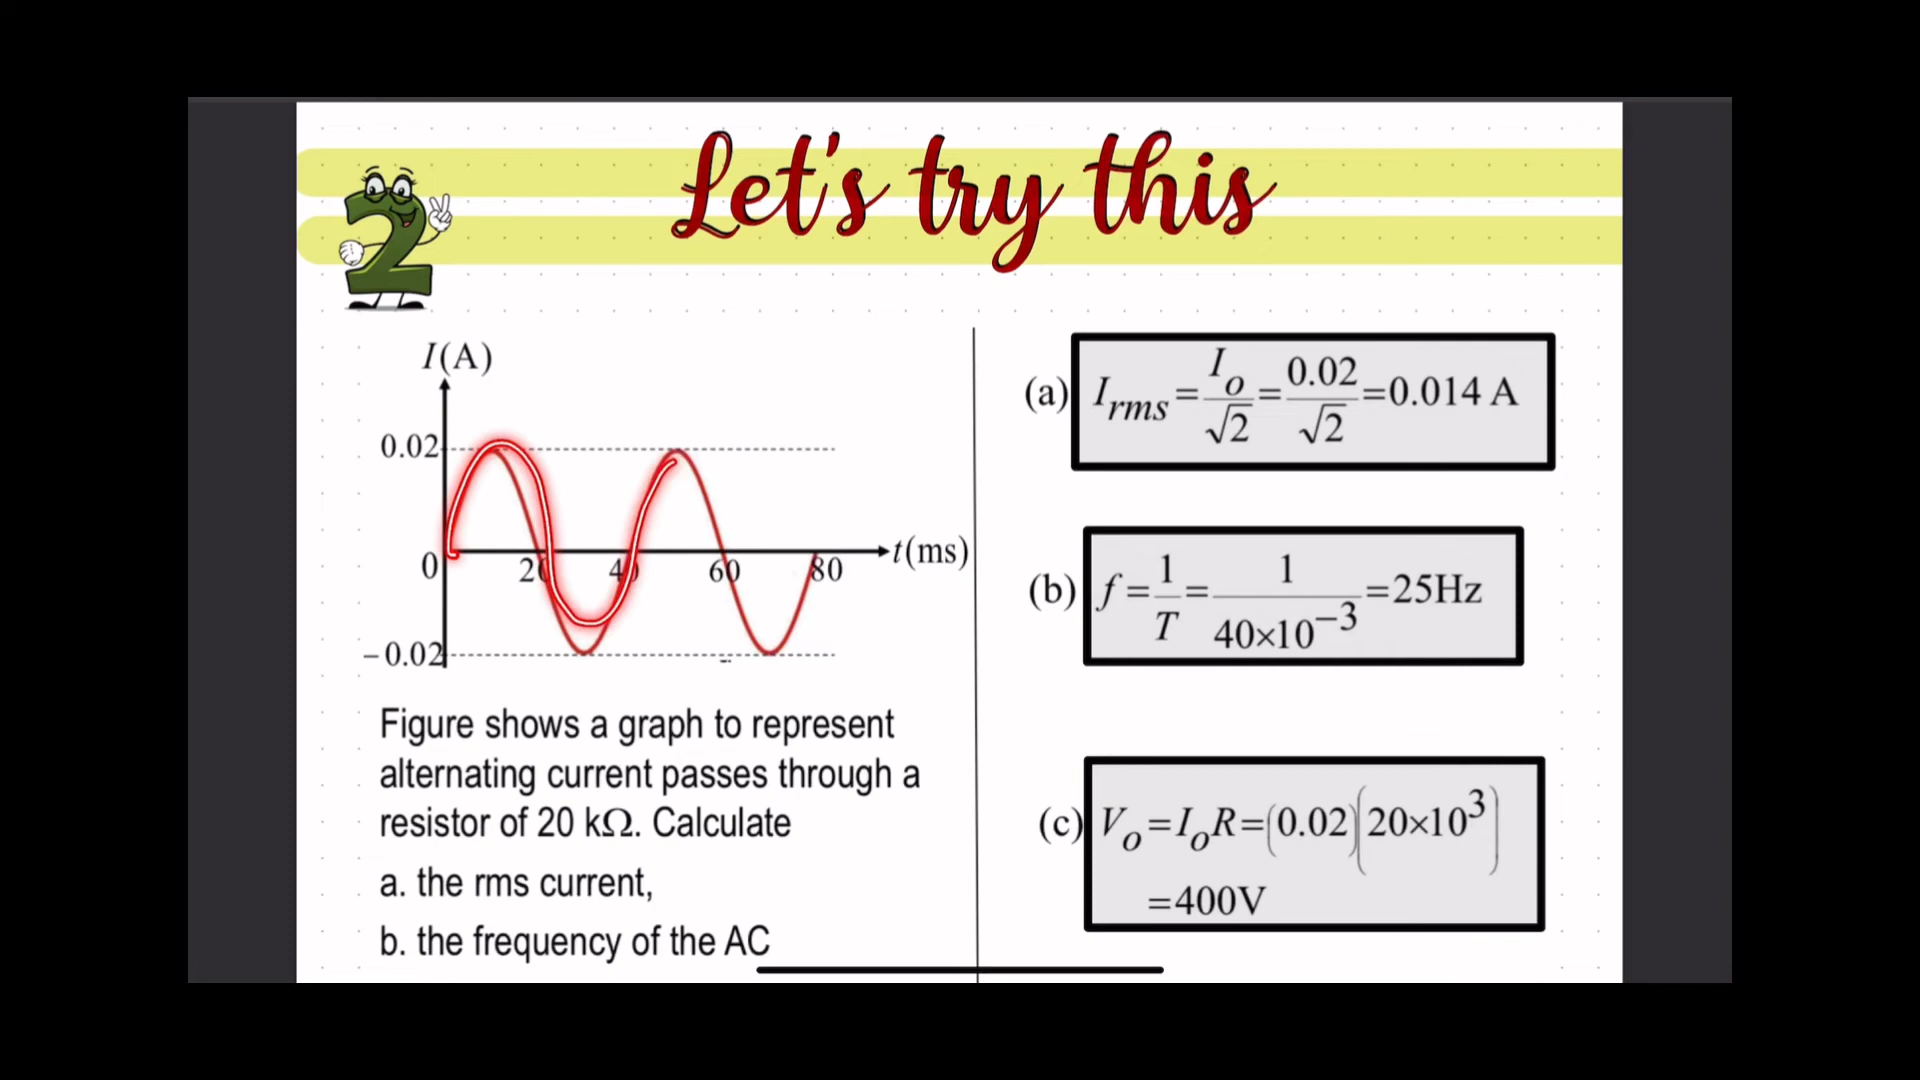 Let's try this
I(A)
0.02
0
20 40 60 80
t(ms)
−0.02
Figure shows a graph to represent
alternating current passes through a
resistor of 20 kΩ. Calculate
a. the rms current,
b. the frequency of the AC
(a) I_rms = I_o/√2 = 0.02/√2 = 0.014 A
(b) f = 1/T = 1/(40×10⁻³) = 25Hz
(c) V_o = I_oR = (0.02)(20×10³)
=400V